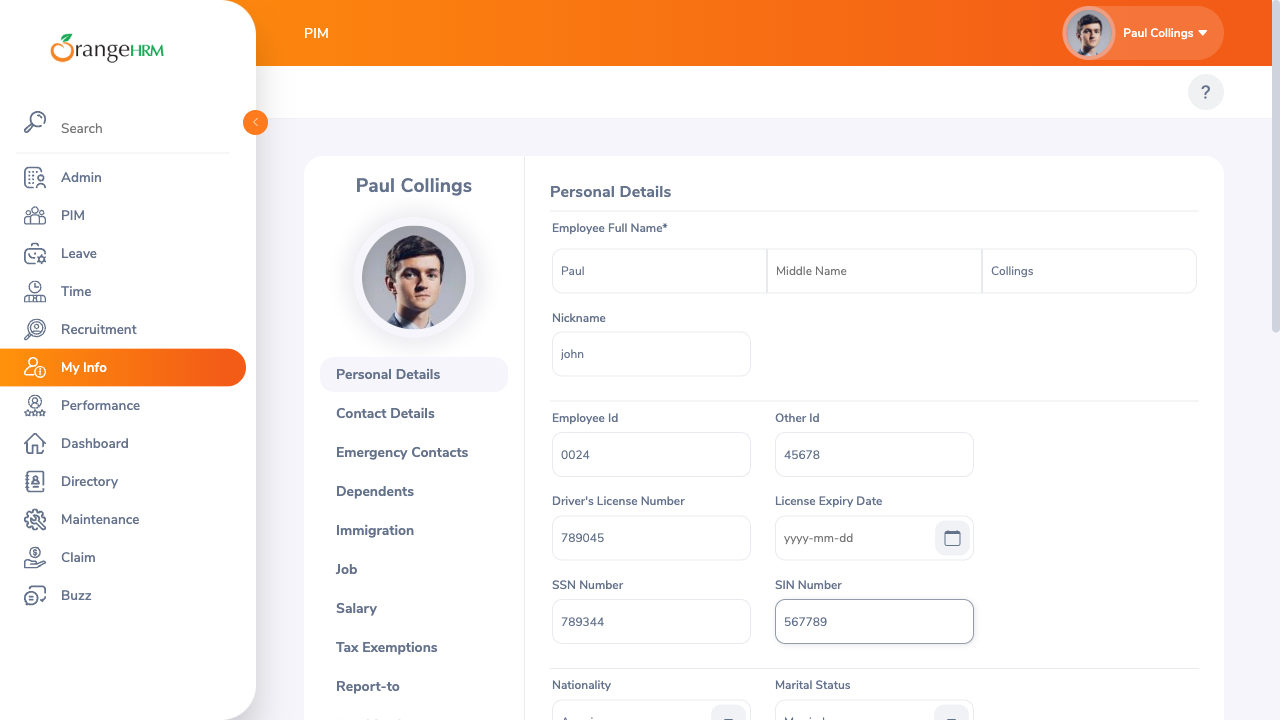 OrangeHRM
PIM
Paul Collings
?
Search
Admin
PIM
Leave
Time
Recruitment
My Info
Performance
Dashboard
Directory
Maintenance
Claim
Buzz
Paul Collings
Personal Details
Contact Details
Emergency Contacts
Dependents
Immigration
Job
Salary
Tax Exemptions
Report-to
Personal Details
Employee Full Name*
Paul Middle Name Collings
Nickname
john
Employee Id Other Id
0024 45678
Driver's License Number License Expiry Date
789045 yyyy-mm-dd
SSN Number SIN Number
789344 567789
Nationality Marital Status